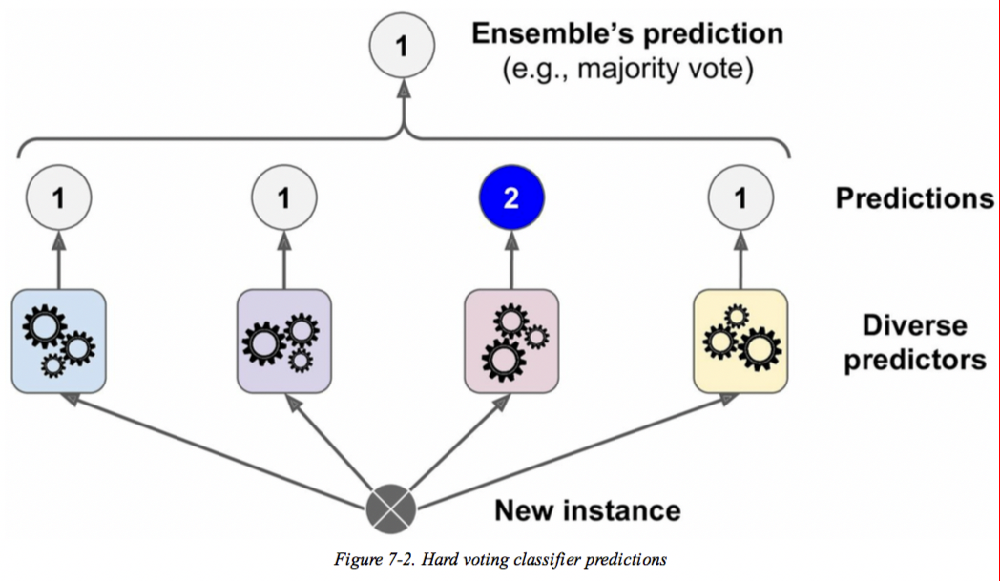 1
Ensemble's prediction
(e.g., majority vote)
1
1
2
1
Predictions
Diverse
predictors
New instance
Figure 7-2. Hard voting classifier predictions